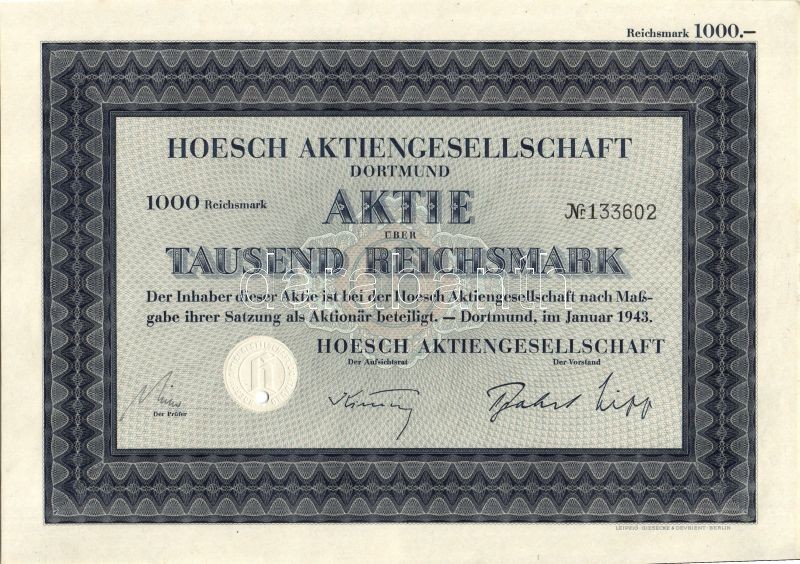 Reichsmark 1000.—
HOESCH AKTIENGESELLSCHAFT
DORTMUND
1000 Reichsmark AKTIE № 133602
ÜBER
TAUSEND REICHSMARK
Der Inhaber dieser Aktie ist bei der Hoesch Aktiengesellschaft nach Maß-
gabe ihrer Satzung als Aktionär beteiligt. — Dortmund, im Januar 1943.
HOESCH AKTIENGESELLSCHAFT
Der Aufsichtsrat Der Vorstand
Der Prüfer
LEIPZIG · GIESECKE & DEVRIENT · BERLIN